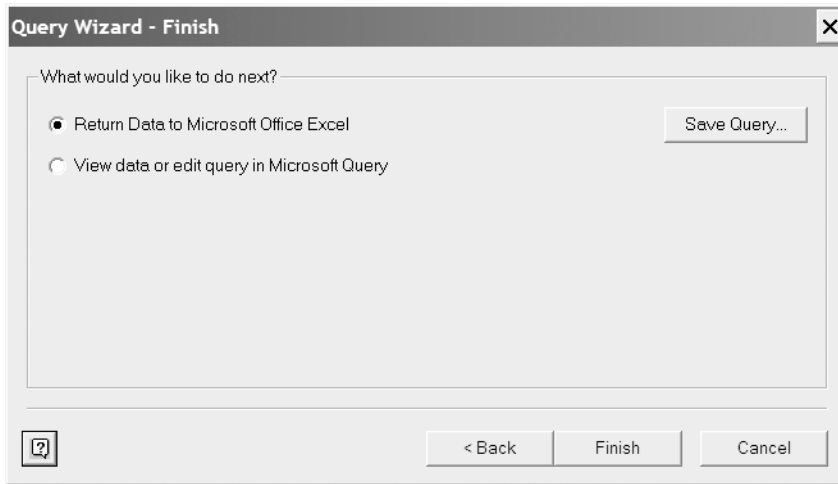 Query Wizard - Finish
What would you like to do next?
Return Data to Microsoft Office Excel
Save Query...
View data or edit query in Microsoft Query
< Back
Finish
Cancel